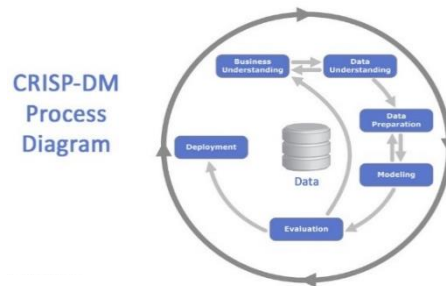 CRISP-DM
Process
Diagram
Business
Understanding
Data
Understanding
Data
Preparation
Modeling
Evaluation
Deployment
Data